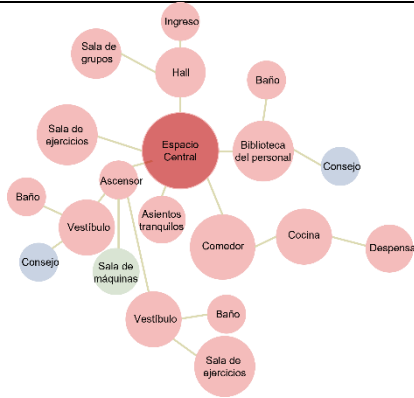 Ingreso
Sala de
grupos
Hall
Baño
Sala de
ejercicios
Espacio
Central
Biblioteca
del personal
Consejo
Ascensor
Baño
Vestíbulo
Asientos
tranquilos
Comedor
Cocina
Despensa
Consejo
Sala de
máquinas
Vestíbulo
Baño
Sala de
ejercicios